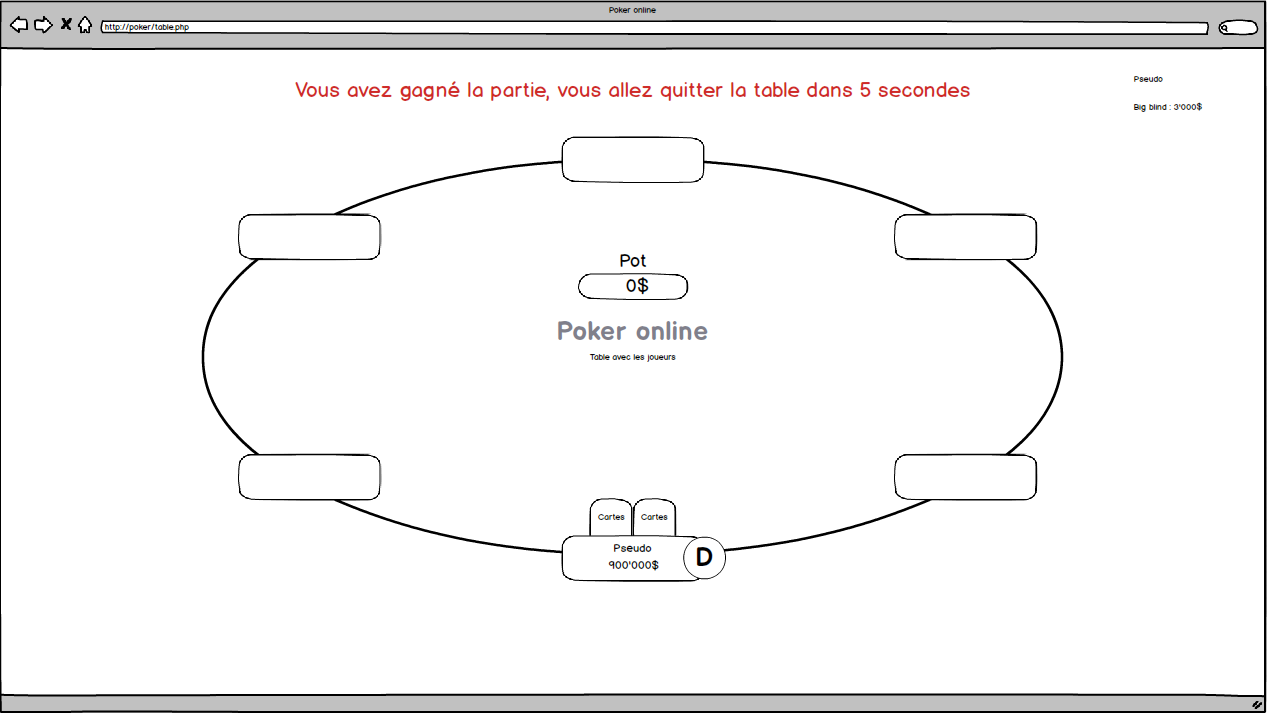 Poker online
http://poker/table.php
Vous avez gagné la partie, vous allez quitter la table dans 5 secondes
Pseudo
Big blind : 3'000$
Pot
0$
Poker online
Table avec les joueurs
Cartes Cartes
Pseudo
900'000$
D